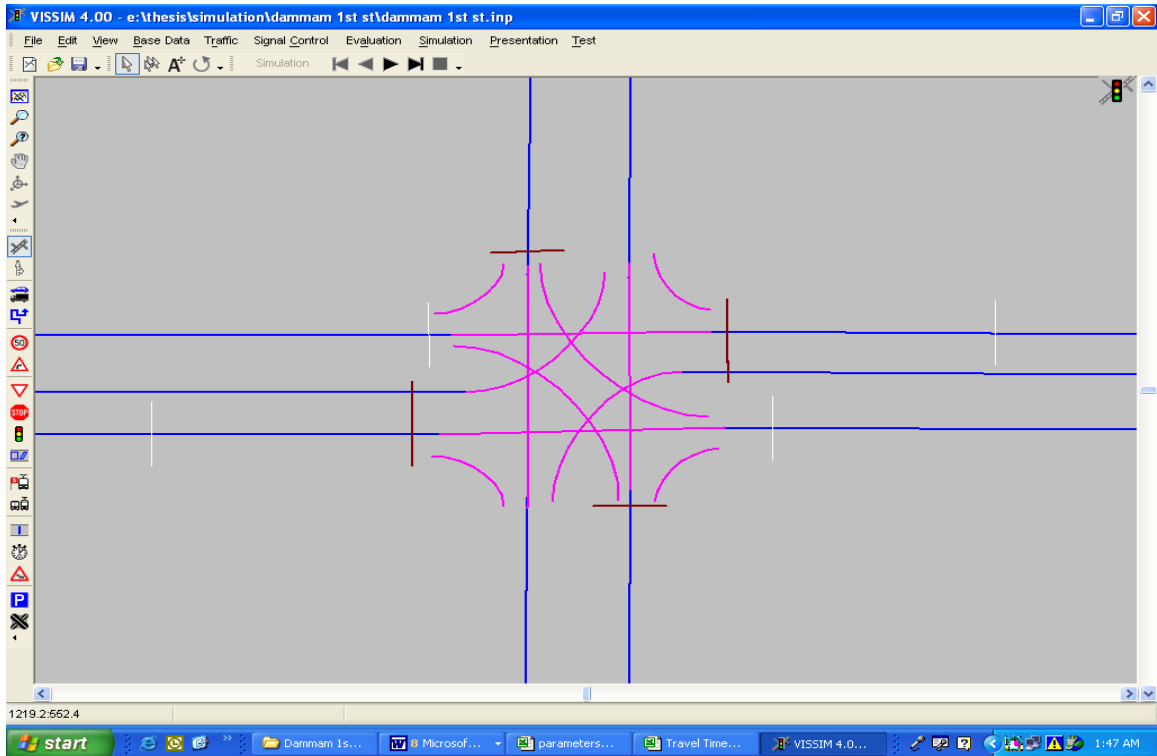 VISSIM 4.00 - e:\thesis\simulation\dammam 1st st\dammam 1st st.inp
File Edit View Base Data Traffic Signal Control Evaluation Simulation Presentation Test
Simulation
50
STOP
P
1219.2:552.4
start Dammam 1s... 8 Microsof... parameters... Travel Time... VISSIM 4.0... 1:47 AM